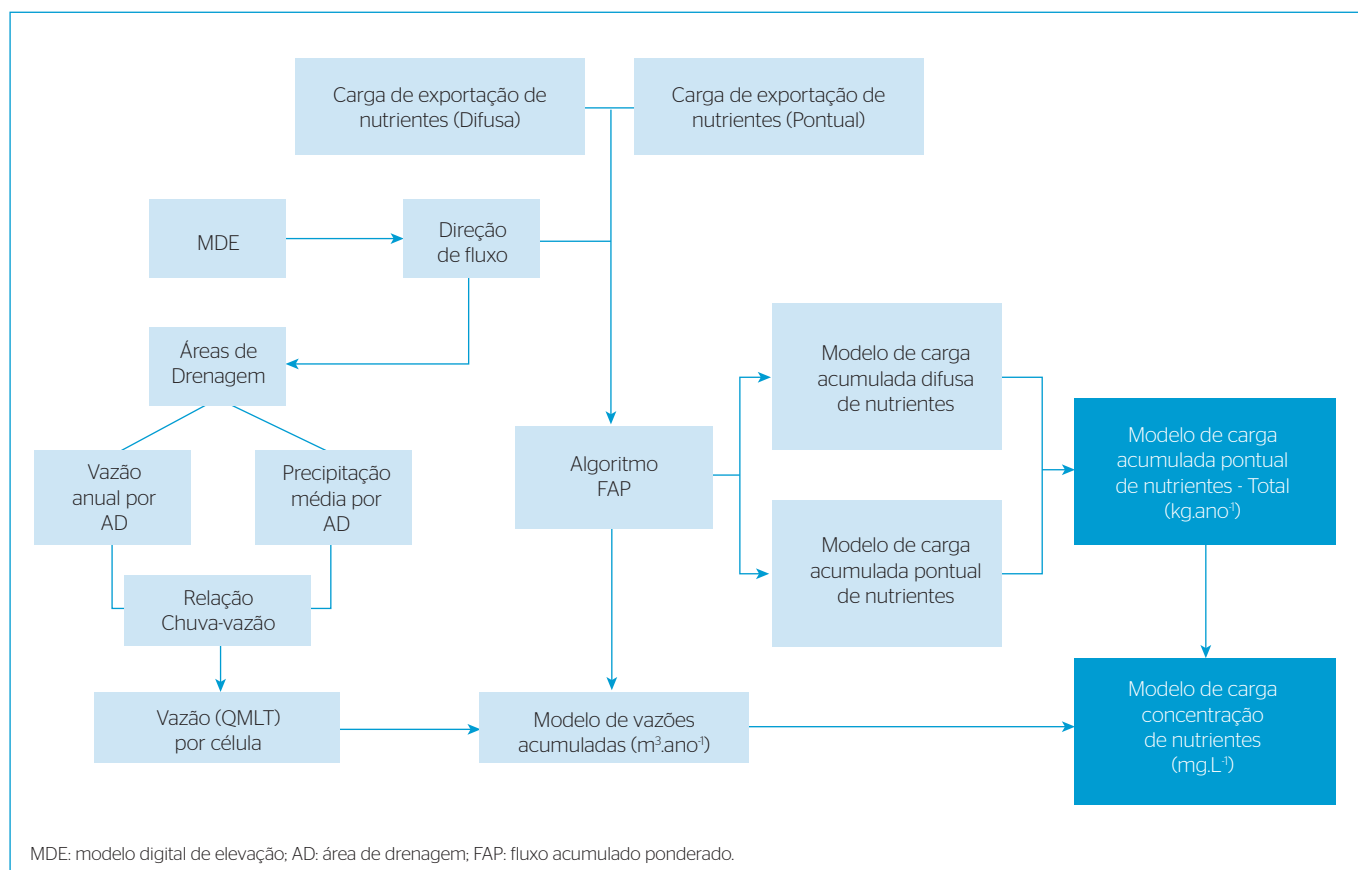 Carga de exportação de
nutrientes (Difusa)
Carga de exportação de
nutrientes (Pontual)
MDE
Direção
de fluxo
Áreas de
Drenagem
Vazão
anual por
AD
Precipitação
média por
AD
Relação
Chuva-vazão
Vazão (QMLT)
por célula
Algoritmo
FAP
Modelo de vazões
acumuladas (m³.ano⁻¹)
Modelo de carga
acumulada difusa
de nutrientes
Modelo de carga
acumulada pontual
de nutrientes
Modelo de carga
acumulada pontual
de nutrientes - Total
(kg.ano⁻¹)
Modelo de carga
concentração
de nutrientes
(mg.L⁻¹)
MDE: modelo digital de elevação; AD: área de drenagem; FAP: fluxo acumulado ponderado.